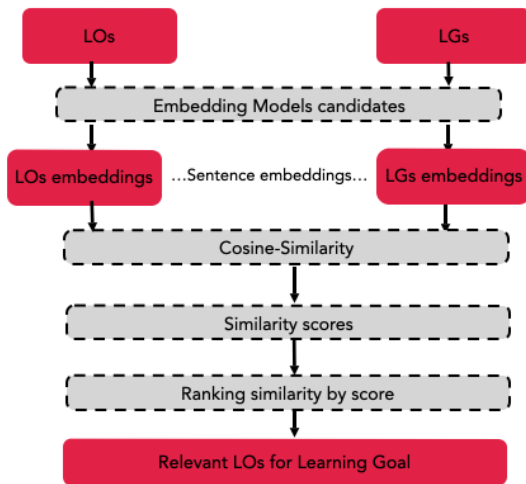 LOs
LGs
Embedding Models candidates
LOs embeddings
...Sentence embeddings...
LGs embeddings
Cosine-Similarity
Similarity scores
Ranking similarity by score
Relevant LOs for Learning Goal